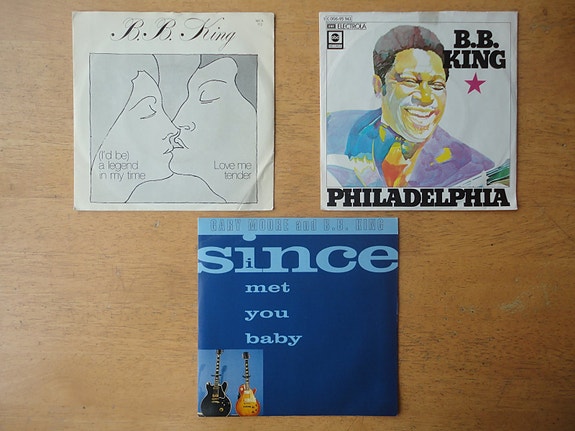 B.B. King
(I'd be)
a legend
in my time
Love me
tender
ELECTROLA
B.B.
KING
PHILADELPHIA
GARY MOORE and B.B. KING
since
i
met
you
baby